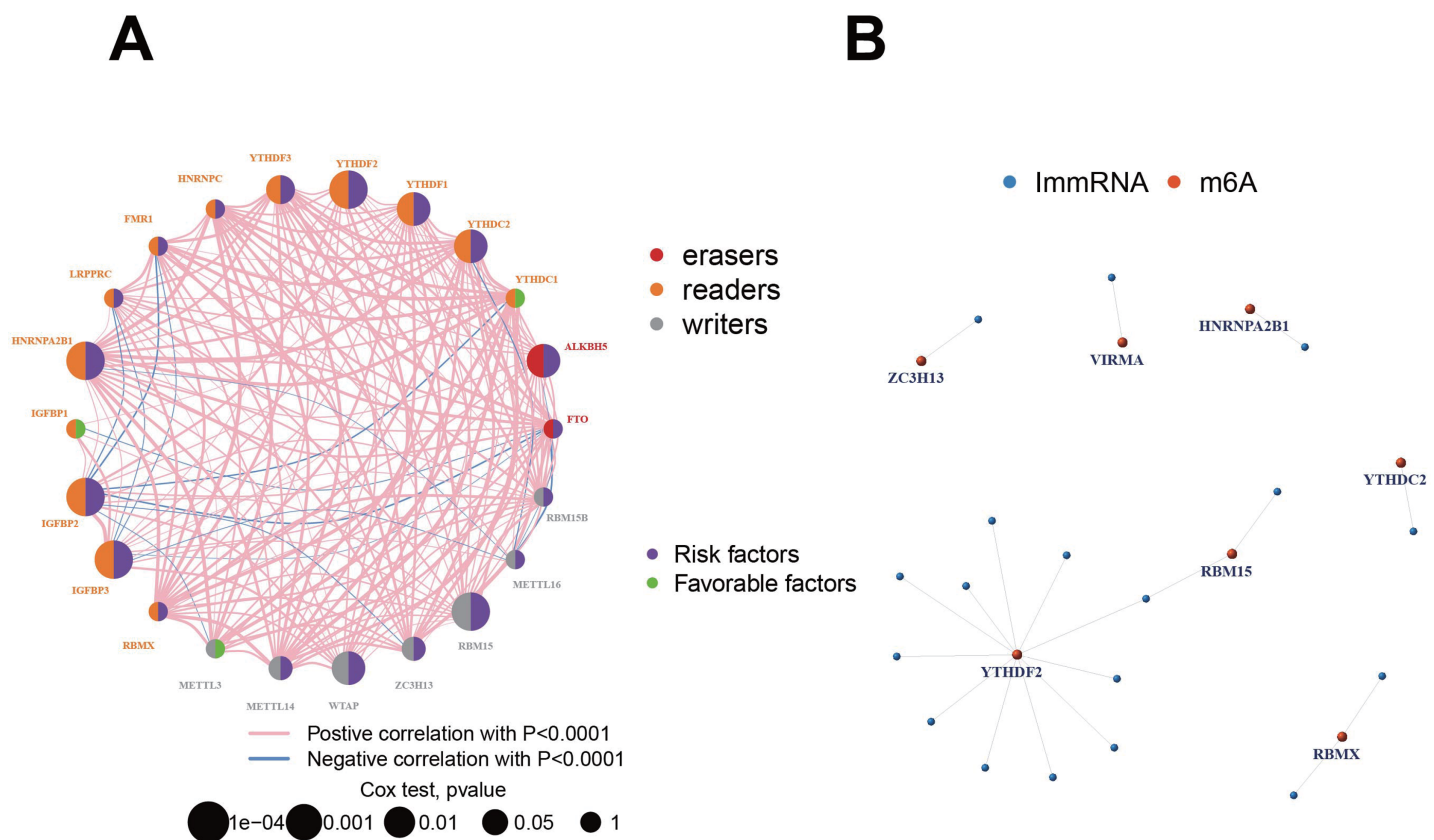 A
YTHDF3
YTHDF2
YTHDF1
HNRNPC
FMR1
YTHDC2
LRPPRC
YTHDC1
HNRNPA2B1
ALKBH5
IGFBP1
FTO
IGFBP2
RBM15B
IGFBP3
METTL16
RBMX
RBM15
METTL3
METTL14
WTAP
ZC3H13
erasers
readers
writers
Risk factors
Favorable factors
Postive correlation with P<0.0001
Negative correlation with P<0.0001
Cox test, pvalue
1e−04 0.001 0.01 0.05 1
B
ImmRNA m6A
HNRNPA2B1
VIRMA
ZC3H13
YTHDC2
RBM15
YTHDF2
RBMX